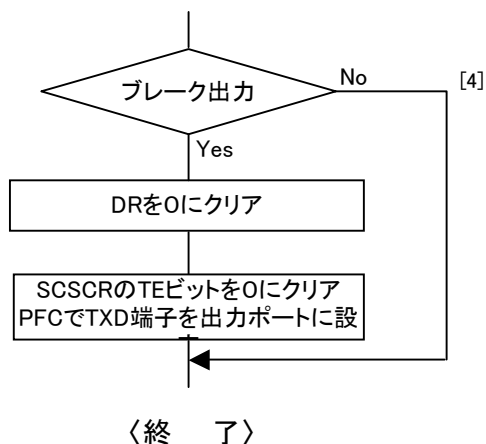 ブレーク出力
No
[4]
Yes
DRを0にクリア
SCSCRのTEビットを0にクリア
PFCでTXD端子を出力ポートに設
〈終　了〉